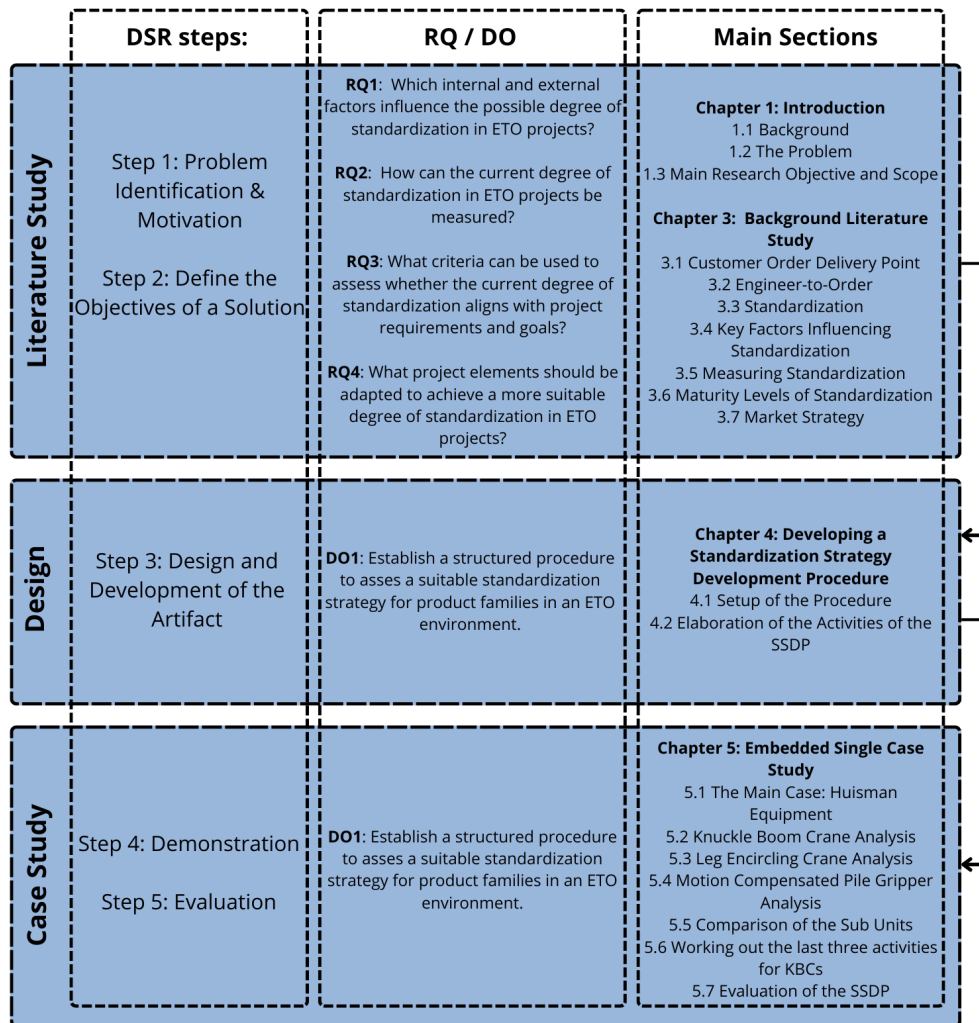 DSR steps:
RQ / DO
Main Sections
Literature Study
Step 1: Problem
Identification &
Motivation
Step 2: Define the
Objectives of a Solution
RQ1:  Which internal and external
factors influence the possible degree of
standardization in ETO projects?
RQ2:  How can the current degree of
standardization in ETO projects be
measured?
RQ3: What criteria can be used to
assess whether the current degree of
standardization aligns with project
requirements and goals?
RQ4: What project elements should be
adapted to achieve a more suitable
degree of standardization in ETO
projects?
Chapter 1: Introduction
1.1 Background
1.2 The Problem
1.3 Main Research Objective and Scope
Chapter 3:  Background Literature
Study
3.1 Customer Order Delivery Point
3.2 Engineer-to-Order
3.3 Standardization
3.4 Key Factors Influencing
Standardization
3.5 Measuring Standardization
3.6 Maturity Levels of Standardization
3.7 Market Strategy
Design
Step 3: Design and
Development of the
Artifact
DO1: Establish a structured procedure
to asses a suitable standardization
strategy for product families in an ETO
environment.
Chapter 4: Developing a
Standardization Strategy
Development Procedure
4.1 Setup of the Procedure
4.2 Elaboration of the Activities of the
SSDP
Case Study
Step 4: Demonstration
Step 5: Evaluation
DO1: Establish a structured procedure
to asses a suitable standardization
strategy for product families in an ETO
environment.
Chapter 5: Embedded Single Case
Study
5.1 The Main Case: Huisman
Equipment
5.2 Knuckle Boom Crane Analysis
5.3 Leg Encircling Crane Analysis
5.4 Motion Compensated Pile Gripper
Analysis
5.5 Comparison of the Sub Units
5.6 Working out the last three activities
for KBCs
5.7 Evaluation of the SSDP